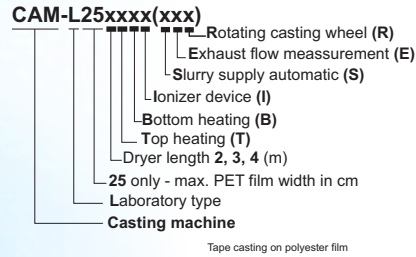 CAM-L25xxxx(xxx)
Rotating casting wheel (R)
Exhaust flow meassurement (E)
Slurry supply automatic (S)
Ionizer device (I)
Bottom heating (B)
Top heating (T)
Dryer length 2, 3, 4 (m)
25 only - max. PET film width in cm
Laboratory type
Casting machine
Tape casting on polyester film